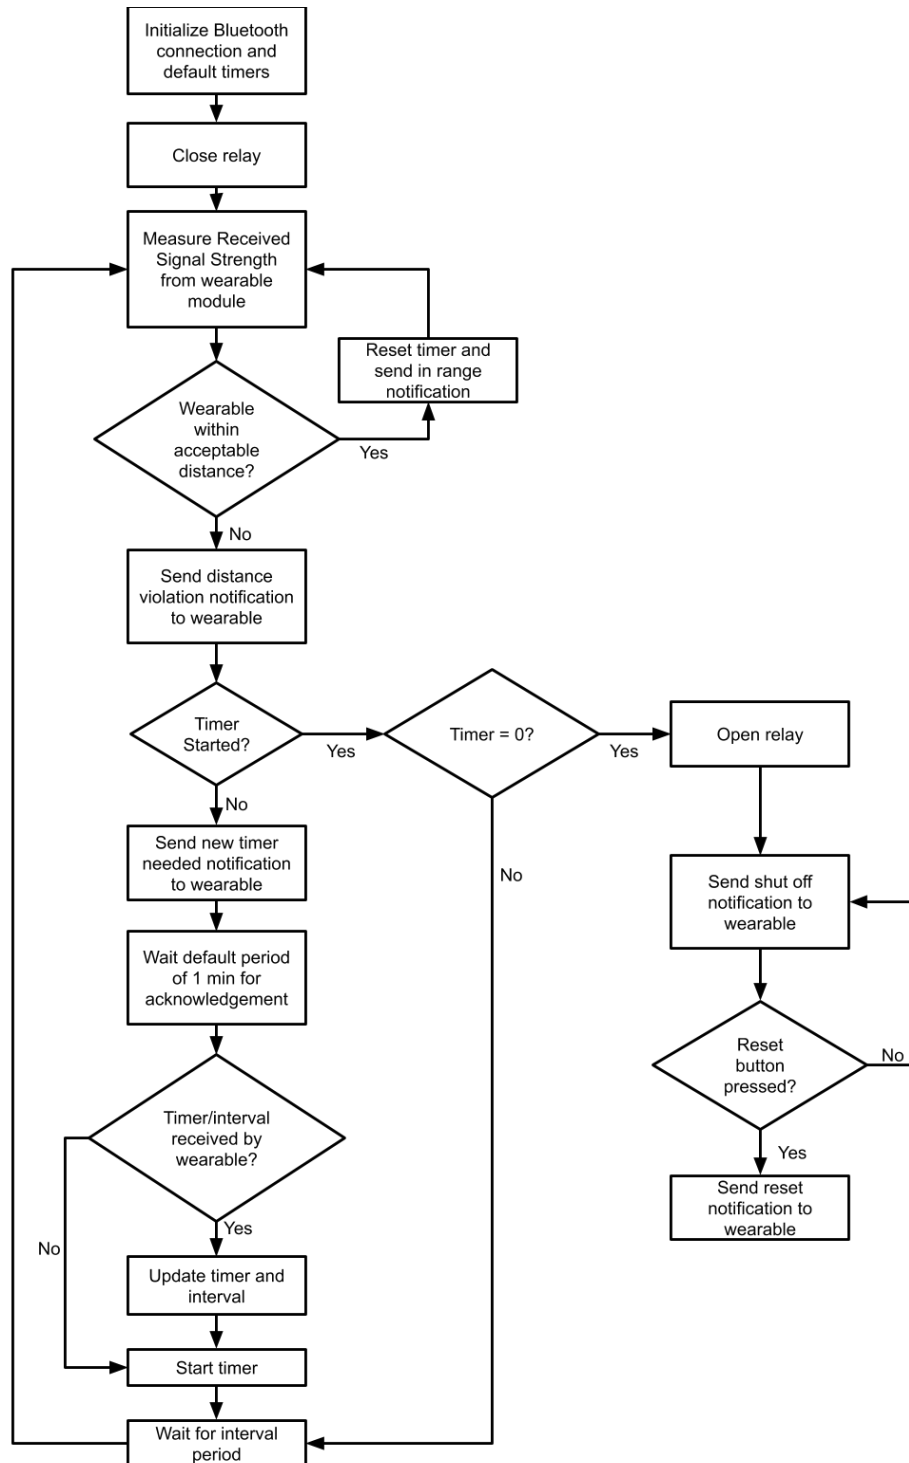 Initialize Bluetooth
connection and
default timers
Close relay
Measure Received
Signal Strength
from wearable
module
Reset timer and
send in range
notification
Wearable
within
acceptable
distance?
Yes
No
Send distance
violation notification
to wearable
Timer
Started?
Yes
Timer = 0?
Yes
Open relay
No
Send new timer
needed notification
to wearable
No
Send shut off
notification to
wearable
Wait default period
of 1 min for
acknowledgement
Reset
button
pressed?
No
Timer/interval
received by
wearable?
Yes
Send reset
notification to
wearable
Yes
No
Update timer and
interval
Start timer
Wait for interval
period